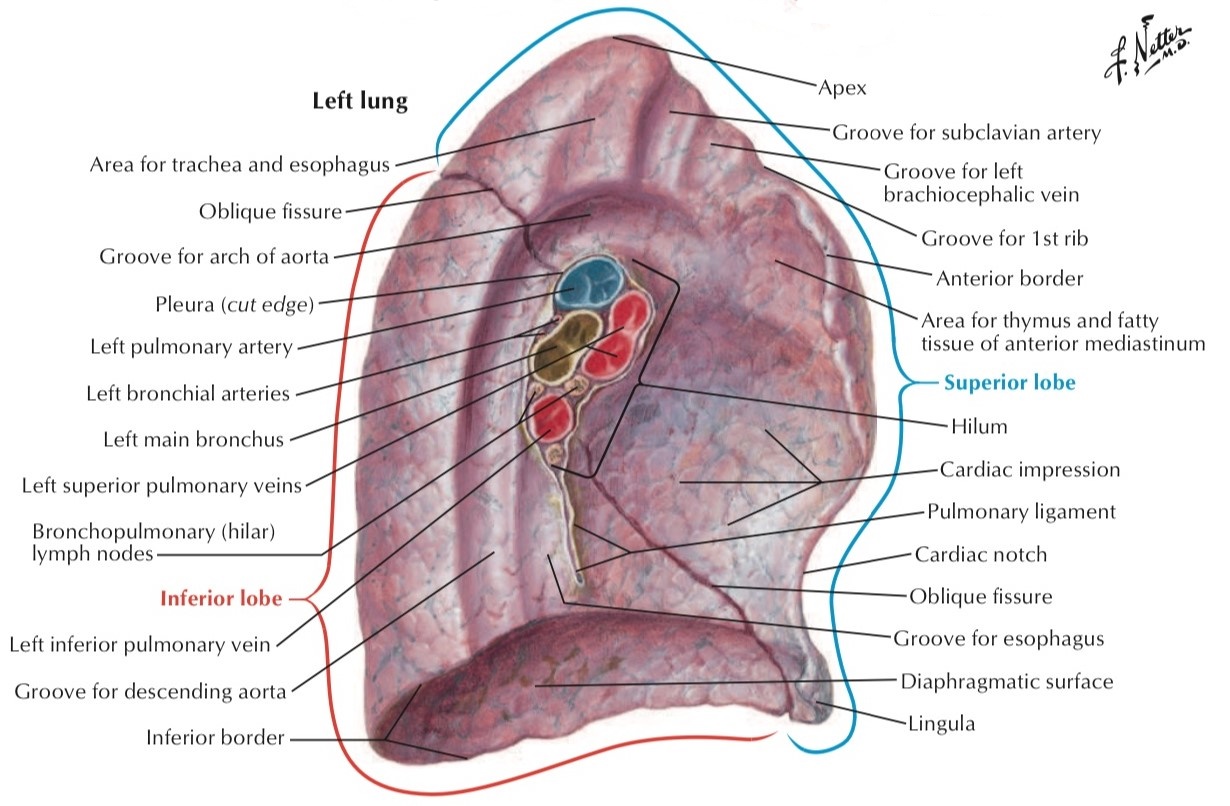 F. Netter
M.D.
Left lung
Area for trachea and esophagus
Oblique fissure
Groove for arch of aorta
Pleura (cut edge)
Left pulmonary artery
Left bronchial arteries
Left main bronchus
Left superior pulmonary veins
Bronchopulmonary (hilar)
lymph nodes
Inferior lobe
Left inferior pulmonary vein
Groove for descending aorta
Inferior border
Apex
Groove for subclavian artery
Groove for left
brachiocephalic vein
Groove for 1st rib
Anterior border
Area for thymus and fatty
tissue of anterior mediastinum
Superior lobe
Hilum
Cardiac impression
Pulmonary ligament
Cardiac notch
Oblique fissure
Groove for esophagus
Diaphragmatic surface
Lingula